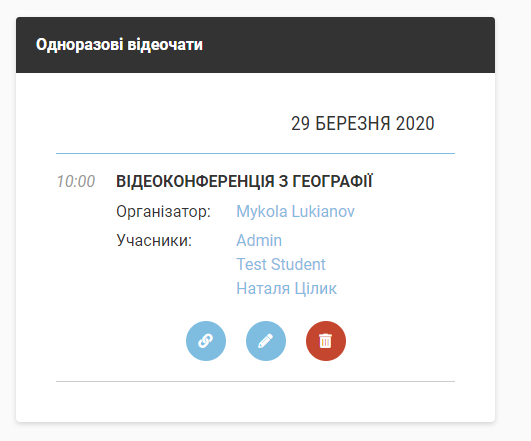 Одноразові відеочати
29 БЕРЕЗНЯ 2020
10:00 ВІДЕОКОНФЕРЕНЦІЯ З ГЕОГРАФІЇ
Організатор: Mykola Lukianov
Учасники: Admin
Test Student
Наталя Цілик